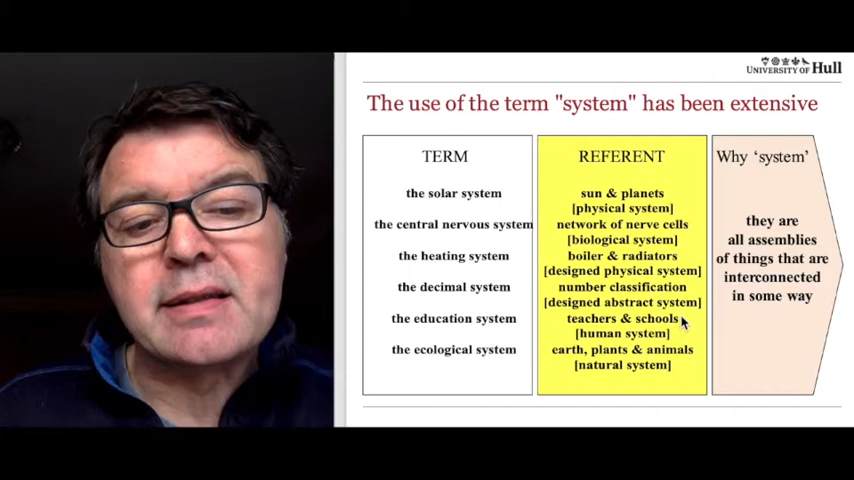 UNIVERSITY OF Hull
The use of the term "system" has been extensive
TERM
the solar system
the central nervous system
the heating system
the decimal system
the education system
the ecological system
REFERENT
sun & planets
[physical system]
network of nerve cells
[biological system]
boiler & radiators
[designed physical system]
number classification
[designed abstract system]
teachers & schools
[human system]
earth, plants & animals
[natural system]
Why ‘system’
they are
all assemblies
of things that are
interconnected
in some way